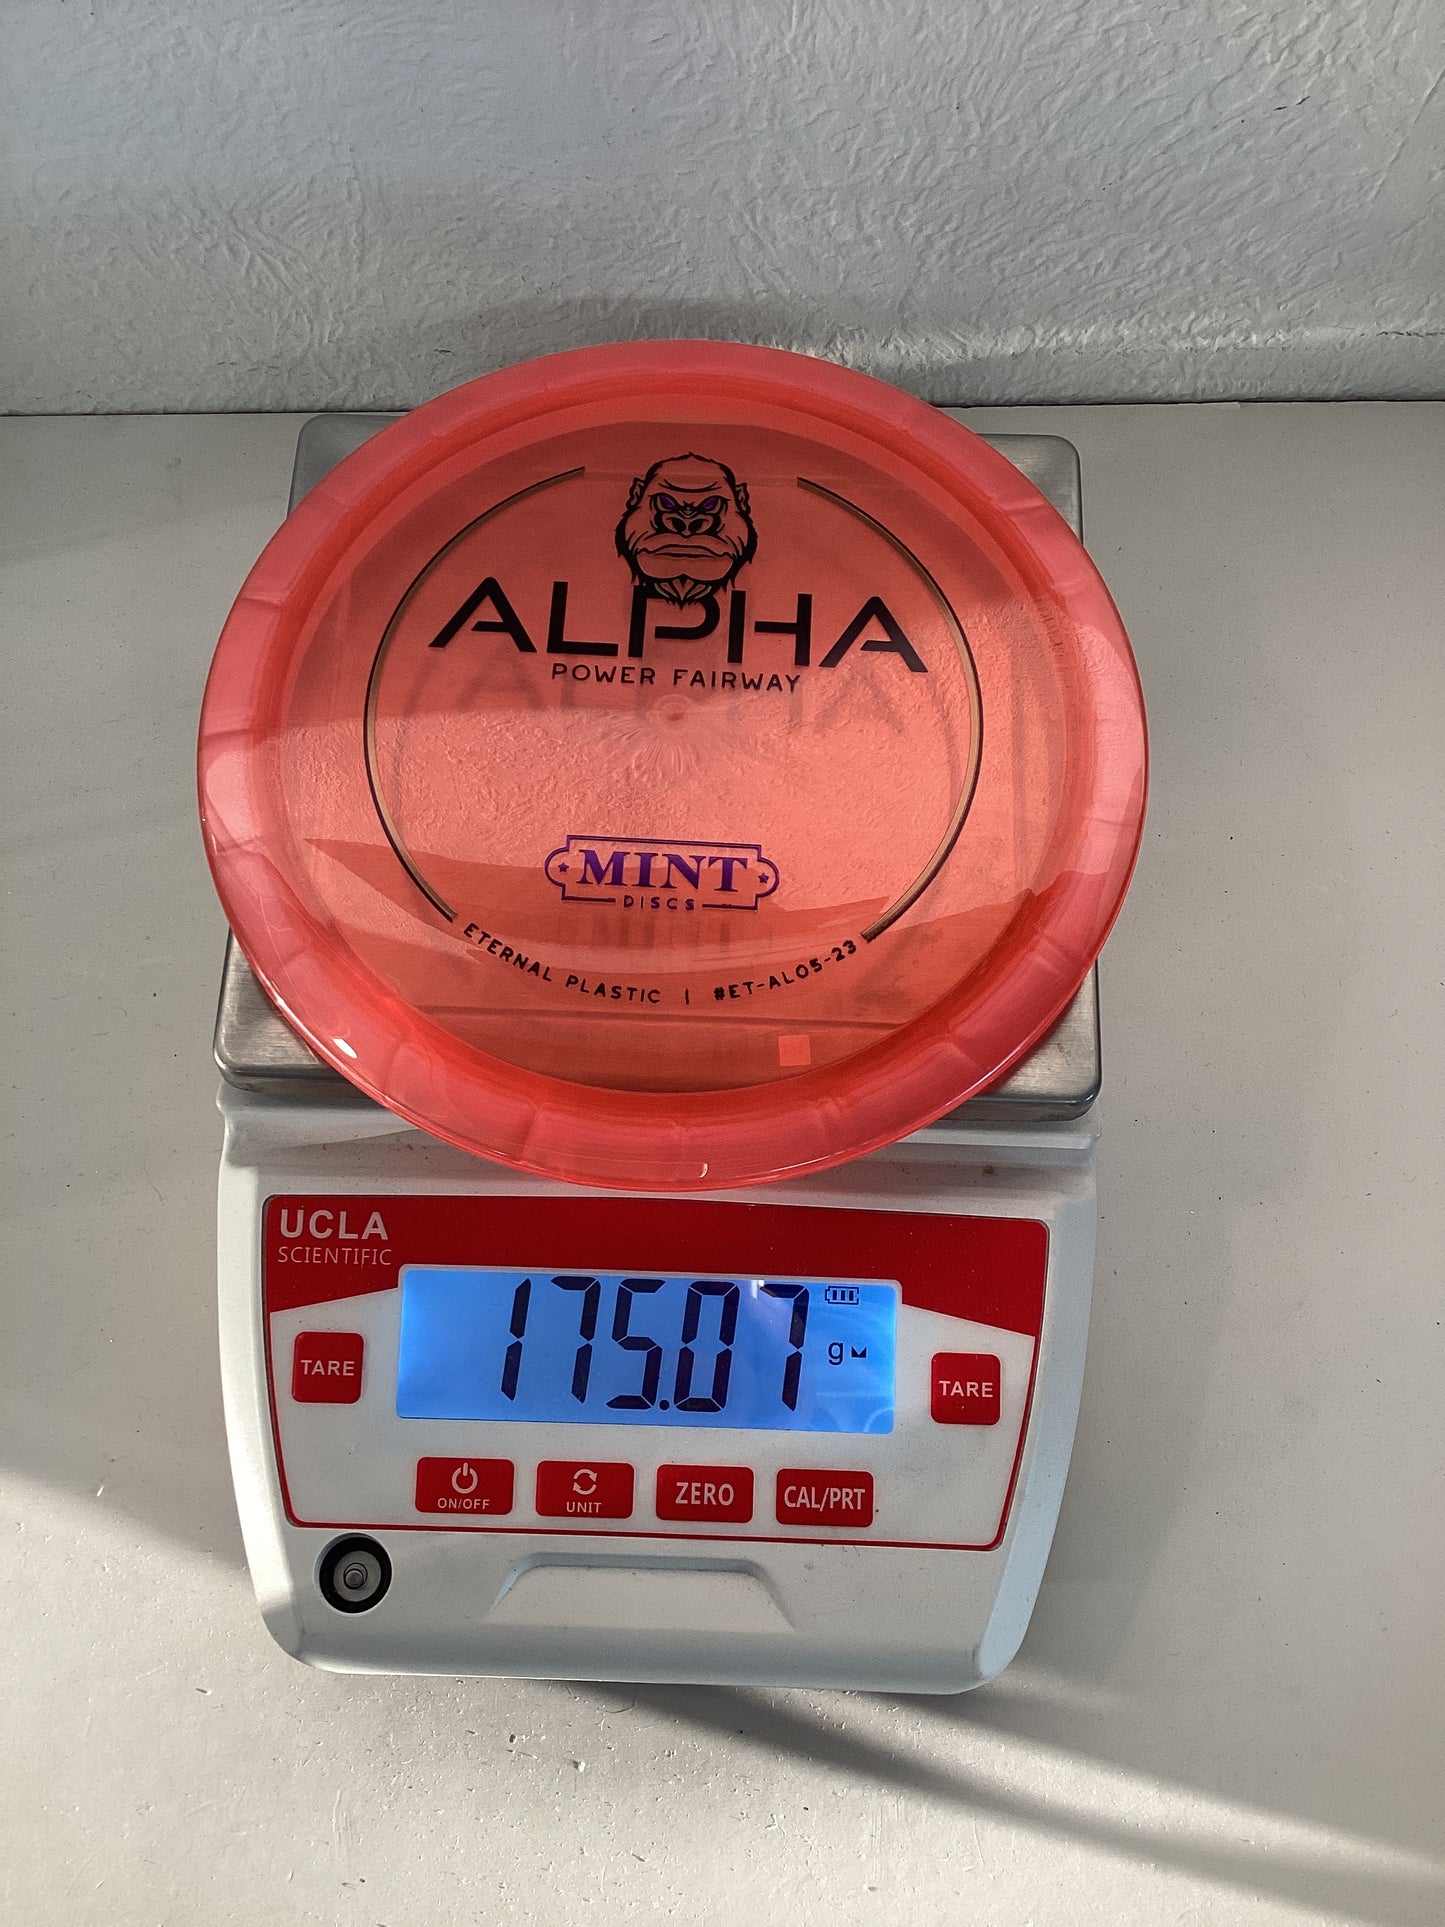 ALPHA
POWER FAIRWAY
MINT
DISCS
ETERNAL PLASTIC | #ET-AL05-23
UCLA
SCIENTIFIC
175.07 g
TARE
TARE
ON/OFF
UNIT
ZERO
CAL/PRT